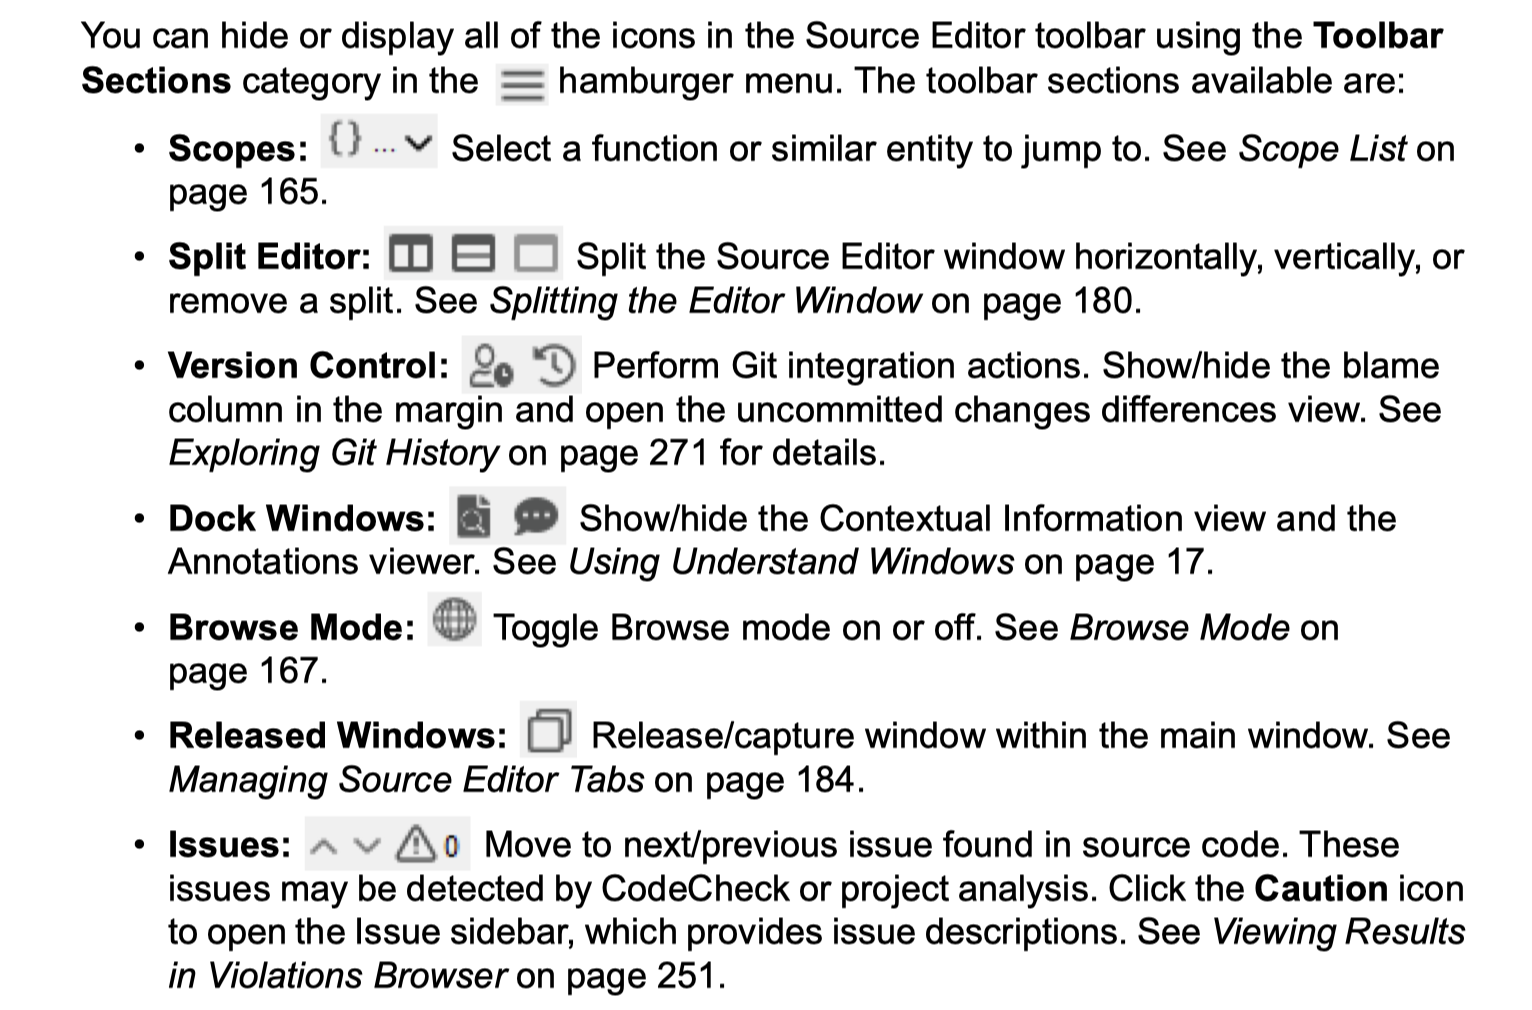 You can hide or display all of the icons in the Source Editor toolbar using the Toolbar
Sections category in the hamburger menu. The toolbar sections available are:
• Scopes: {} ... Select a function or similar entity to jump to. See Scope List on
page 165.
• Split Editor: Split the Source Editor window horizontally, vertically, or
remove a split. See Splitting the Editor Window on page 180.
• Version Control: Perform Git integration actions. Show/hide the blame
column in the margin and open the uncommitted changes differences view. See
Exploring Git History on page 271 for details.
• Dock Windows: Show/hide the Contextual Information view and the
Annotations viewer. See Using Understand Windows on page 17.
• Browse Mode: Toggle Browse mode on or off. See Browse Mode on
page 167.
• Released Windows: Release/capture window within the main window. See
Managing Source Editor Tabs on page 184.
• Issues: 0 Move to next/previous issue found in source code. These
issues may be detected by CodeCheck or project analysis. Click the Caution icon
to open the Issue sidebar, which provides issue descriptions. See Viewing Results
in Violations Browser on page 251.